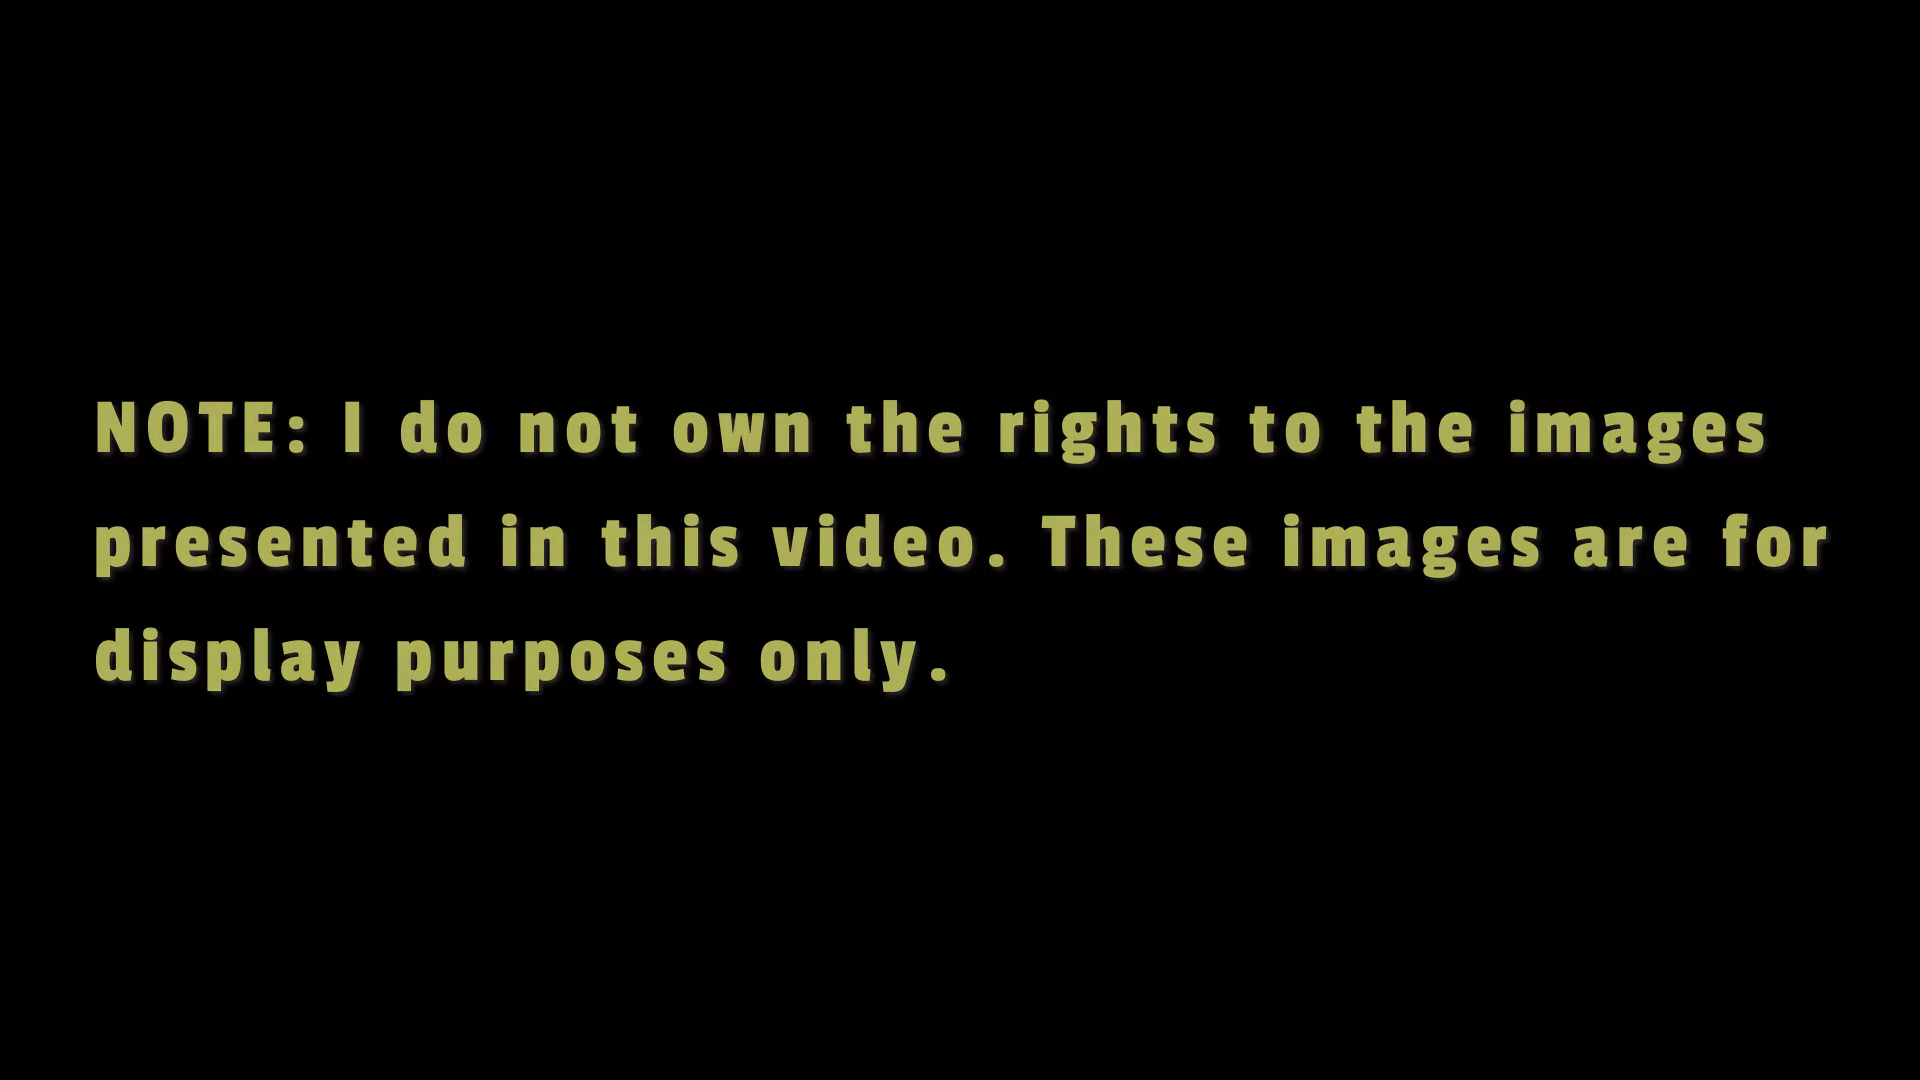 NOTE: I do not own the rights to the images
presented in this video. These images are for
display purposes only.